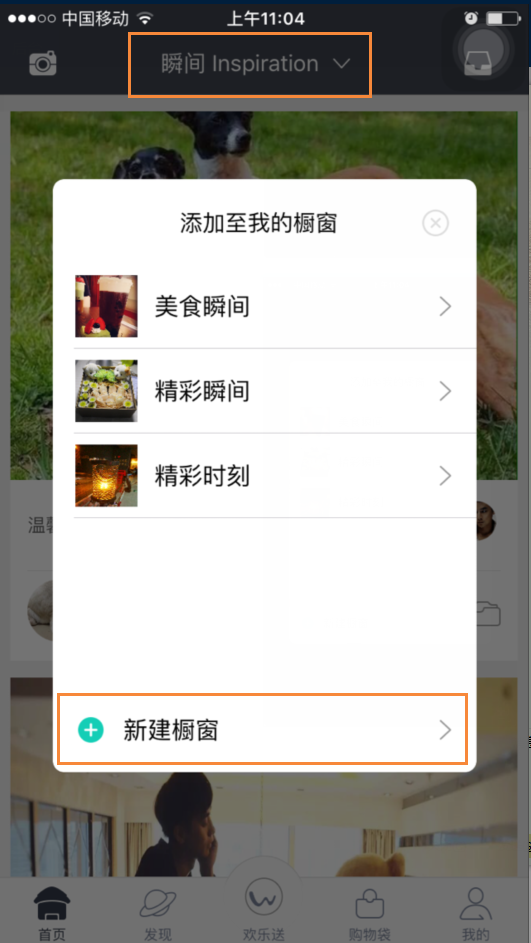 中国移动 上午11:04
瞬间 Inspiration
添加至我的橱窗
美食瞬间
精彩瞬间
精彩时刻
温
新建橱窗
首页 发现 欢乐送 购物袋 我的